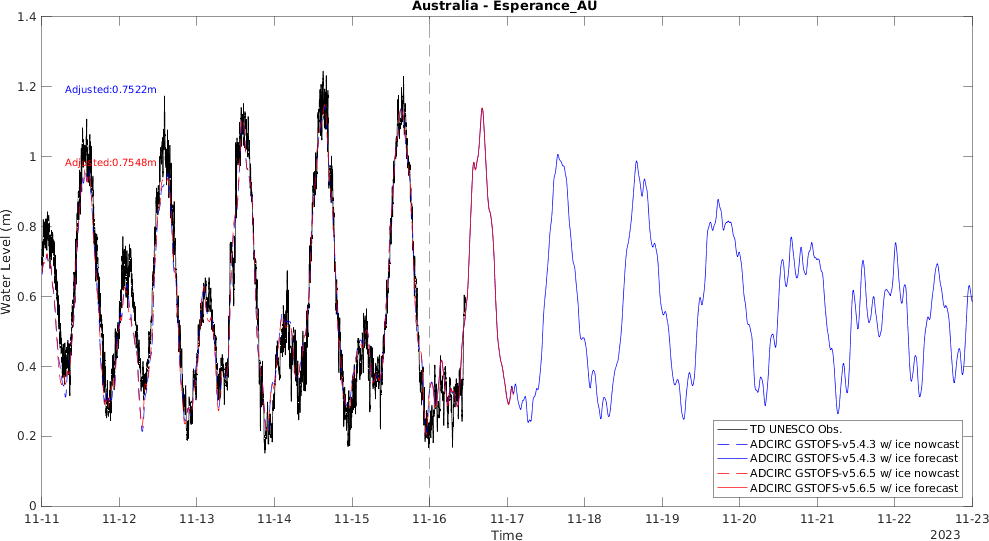 Australia - Esperance_AU
1.4
1.2
1
0.8
0.6
0.4
0.2
0
Water Level (m)
Adjusted:0.7522m
Adjusted:0.7548m
TD UNESCO Obs.
ADCIRC GSTOFS-v5.4.3 w/ ice nowcast
ADCIRC GSTOFS-v5.4.3 w/ ice forecast
ADCIRC GSTOFS-v5.6.5 w/ ice nowcast
ADCIRC GSTOFS-v5.6.5 w/ ice forecast
11-11 11-12 11-13 11-14 11-15 11-16 11-17 11-18 11-19 11-20 11-21 11-22 11-23
Time
2023